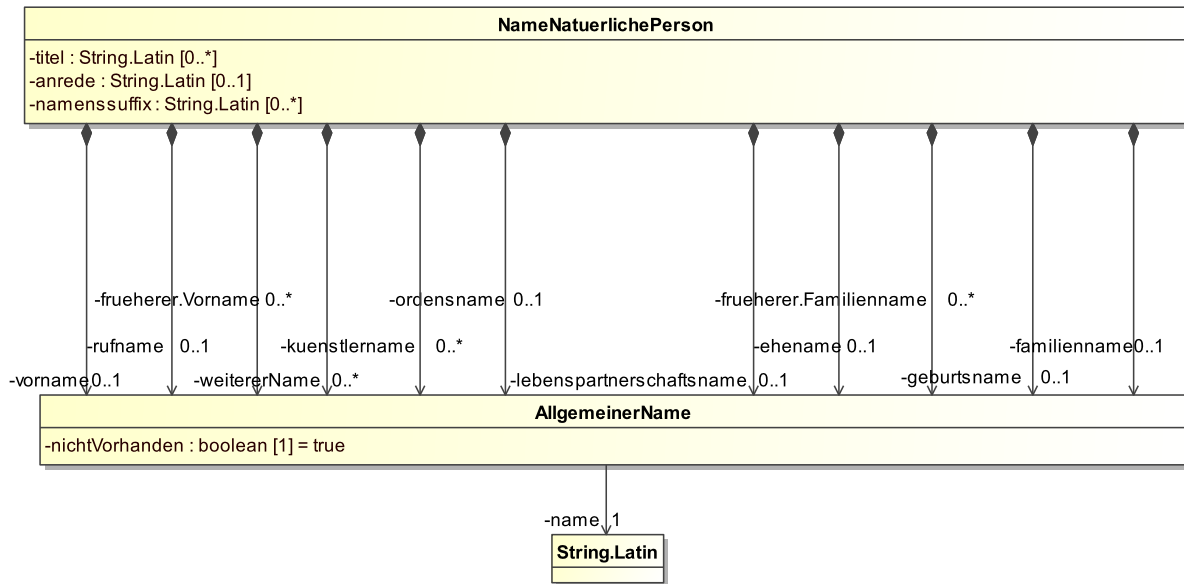 NameNatuerlichePerson
-titel : String.Latin [0..*]
-anrede : String.Latin [0..1]
-namenssuffix : String.Latin [0..*]
-frueherer.Vorname 0..*
-ordensname 0..1
-frueherer.Familienname 0..*
-rufname 0..1
-kuenstlername 0..*
-ehename 0..1
-familienname 0..1
-vorname 0..1
-weitererName 0..*
-lebenspartnerschaftsname 0..1
-geburtsname 0..1
AllgemeinerName
-nichtVorhanden : boolean [1] = true
-name 1
String.Latin